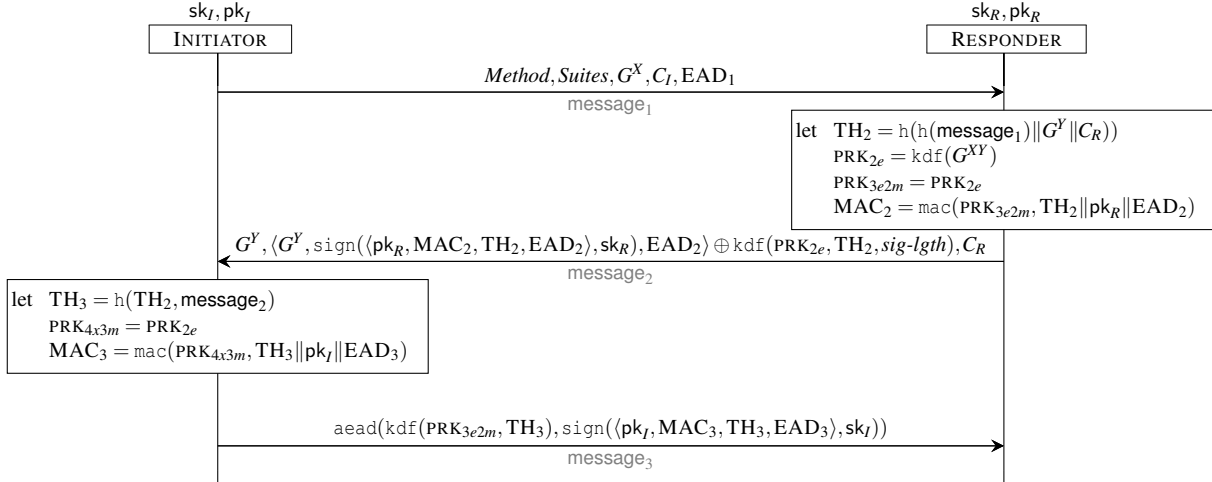 sk_I, pk_I
sk_R, pk_R
INITIATOR
RESPONDER
Method, Suites, G^X, C_I, EAD_1
message_1
let TH_2 = h(h(message_1)‖G^Y‖C_R))
PRK_2e = kdf(G^XY)
PRK_3e2m = PRK_2e
MAC_2 = mac(PRK_3e2m, TH_2‖pk_R‖EAD_2)
G^Y, ⟨G^Y, sign(⟨pk_R, MAC_2, TH_2, EAD_2⟩, sk_R), EAD_2⟩ ⊕ kdf(PRK_2e, TH_2, sig-lgth), C_R
message_2
let TH_3 = h(TH_2, message_2)
PRK_4x3m = PRK_2e
MAC_3 = mac(PRK_4x3m, TH_3‖pk_I‖EAD_3)
aead(kdf(PRK_3e2m, TH_3), sign(⟨pk_I, MAC_3, TH_3, EAD_3⟩, sk_I))
message_3